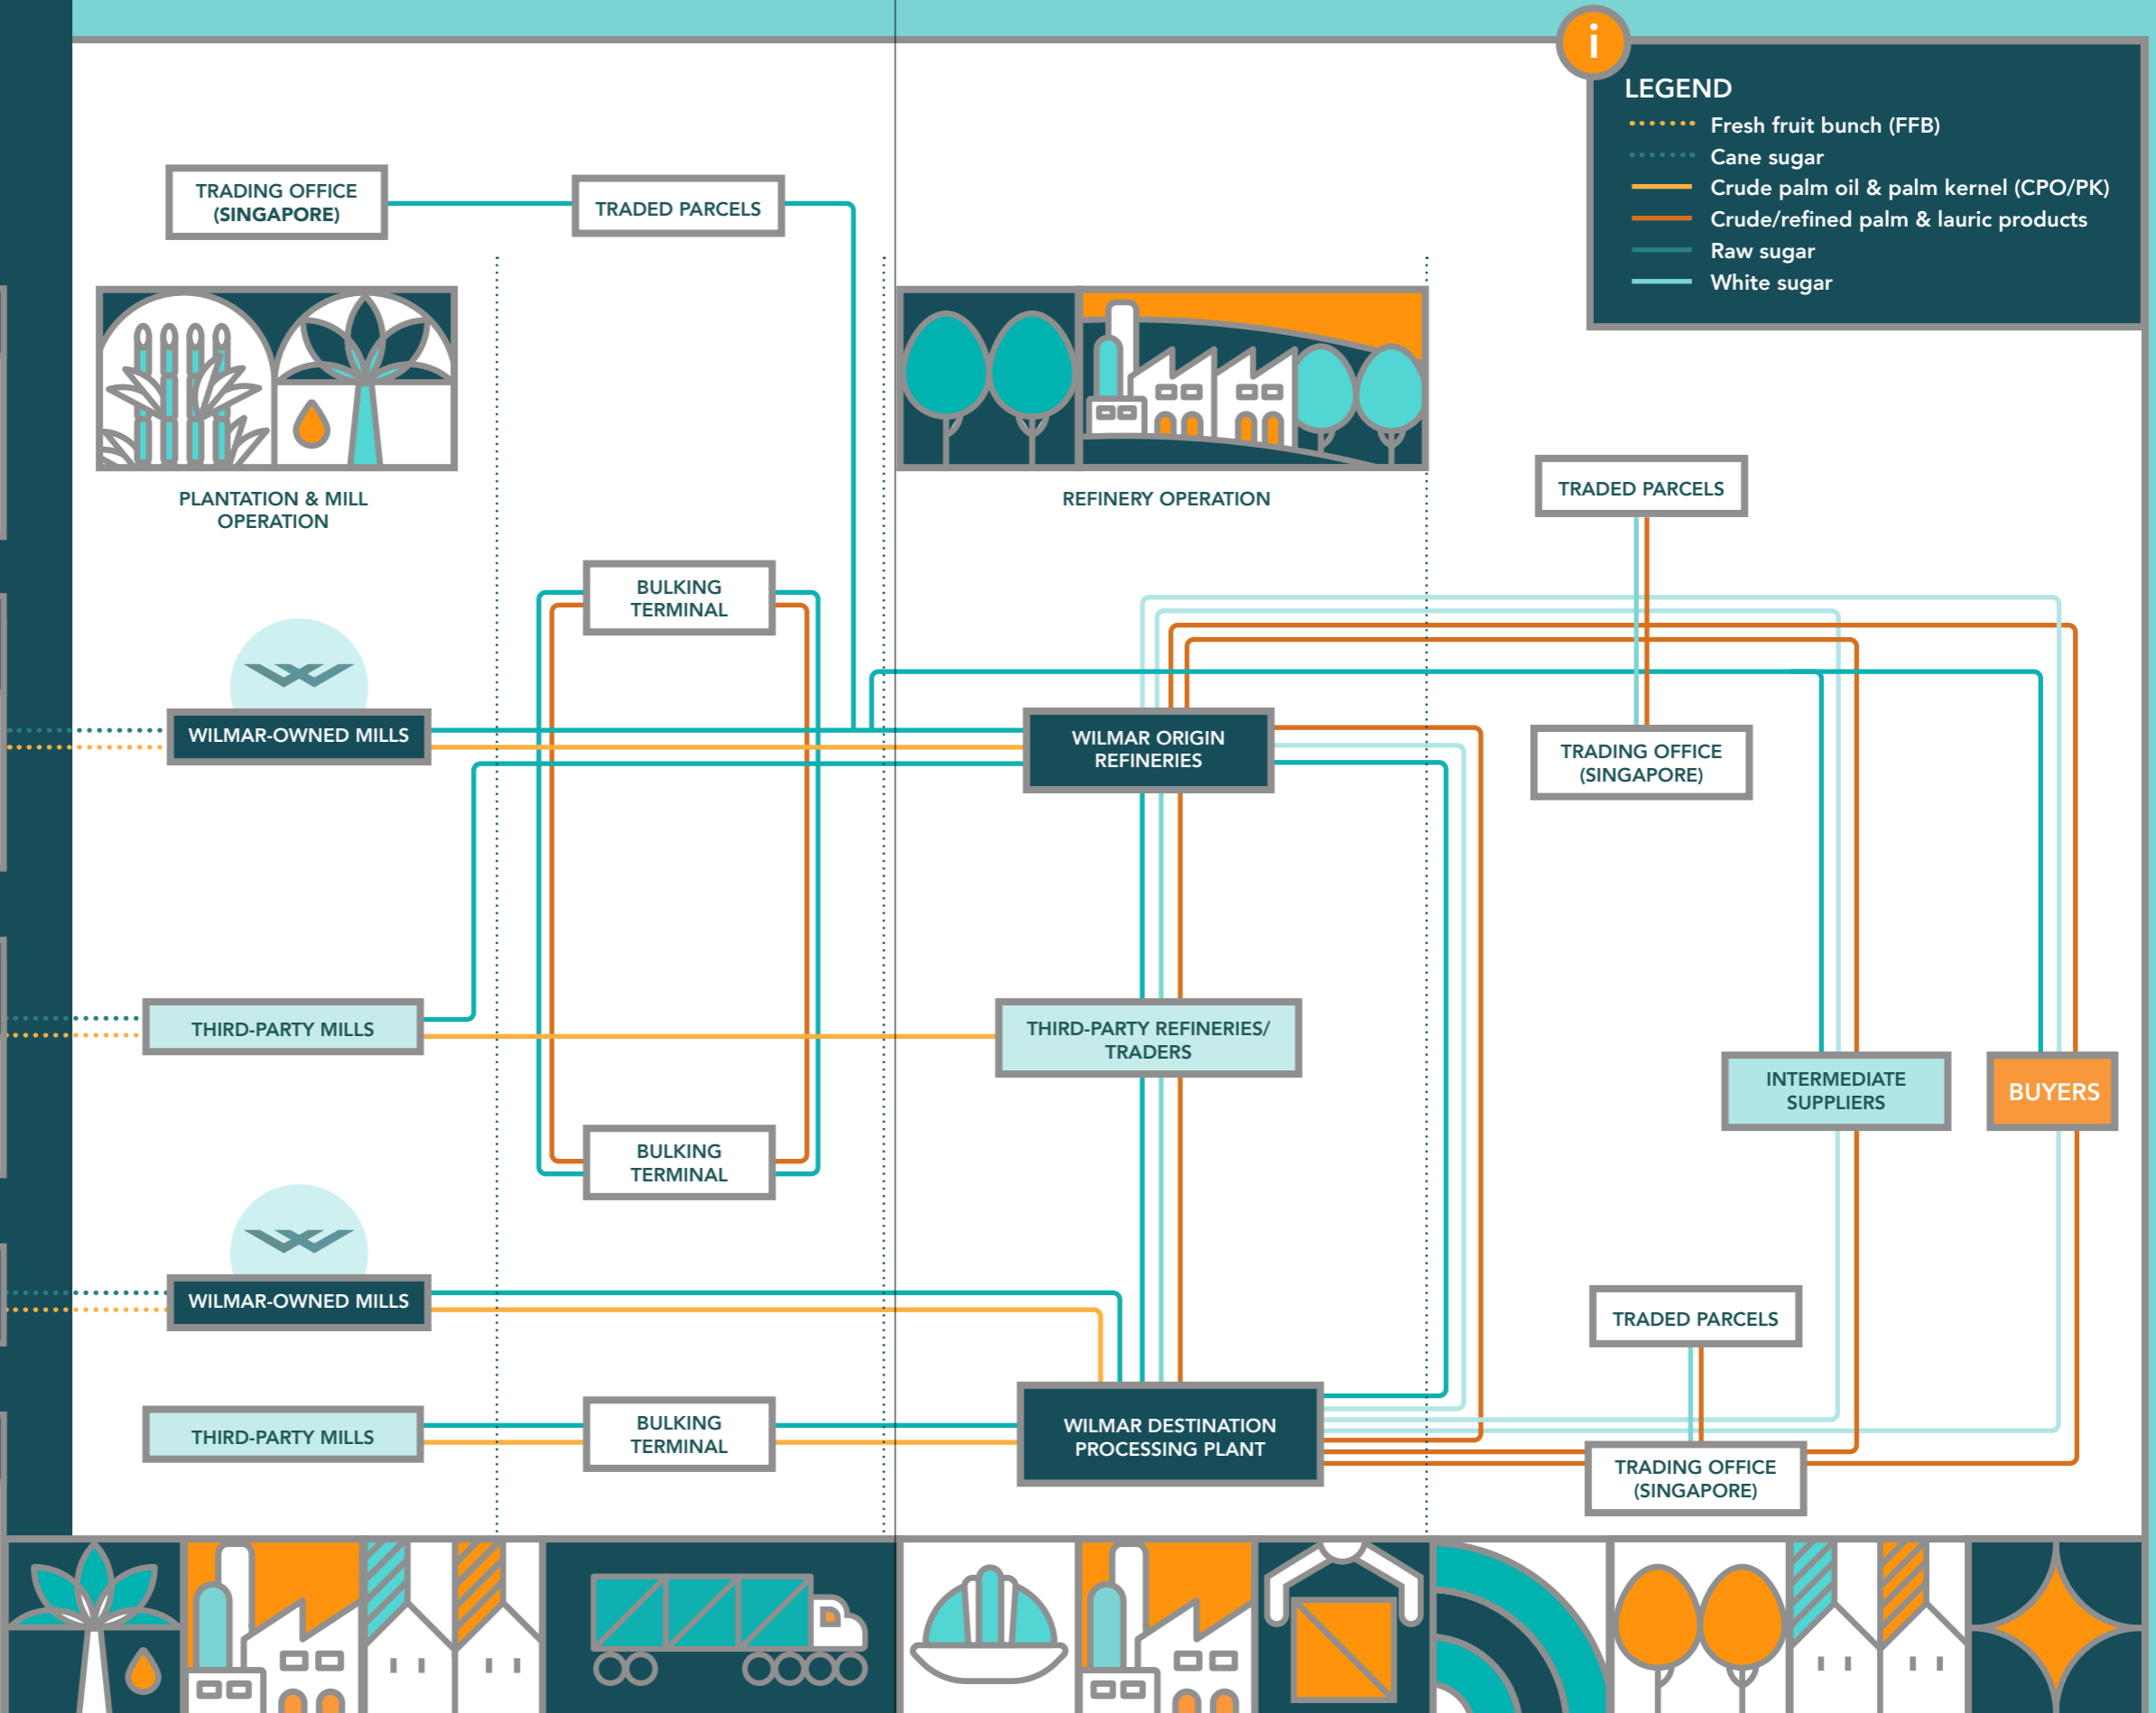 i
LEGEND
Fresh fruit bunch (FFB)
Cane sugar
Crude palm oil & palm kernel (CPO/PK)
Crude/refined palm & lauric products
Raw sugar
White sugar
TRADING OFFICE
(SINGAPORE)
TRADED PARCELS
PLANTATION & MILL
OPERATION
REFINERY OPERATION
TRADED PARCELS
BULKING
TERMINAL
WILMAR-OWNED MILLS
WILMAR ORIGIN
REFINERIES
TRADING OFFICE
(SINGAPORE)
THIRD-PARTY MILLS
THIRD-PARTY REFINERIES/
TRADERS
INTERMEDIATE
SUPPLIERS
BUYERS
BULKING
TERMINAL
WILMAR-OWNED MILLS
TRADED PARCELS
THIRD-PARTY MILLS
BULKING
TERMINAL
WILMAR DESTINATION
PROCESSING PLANT
TRADING OFFICE
(SINGAPORE)